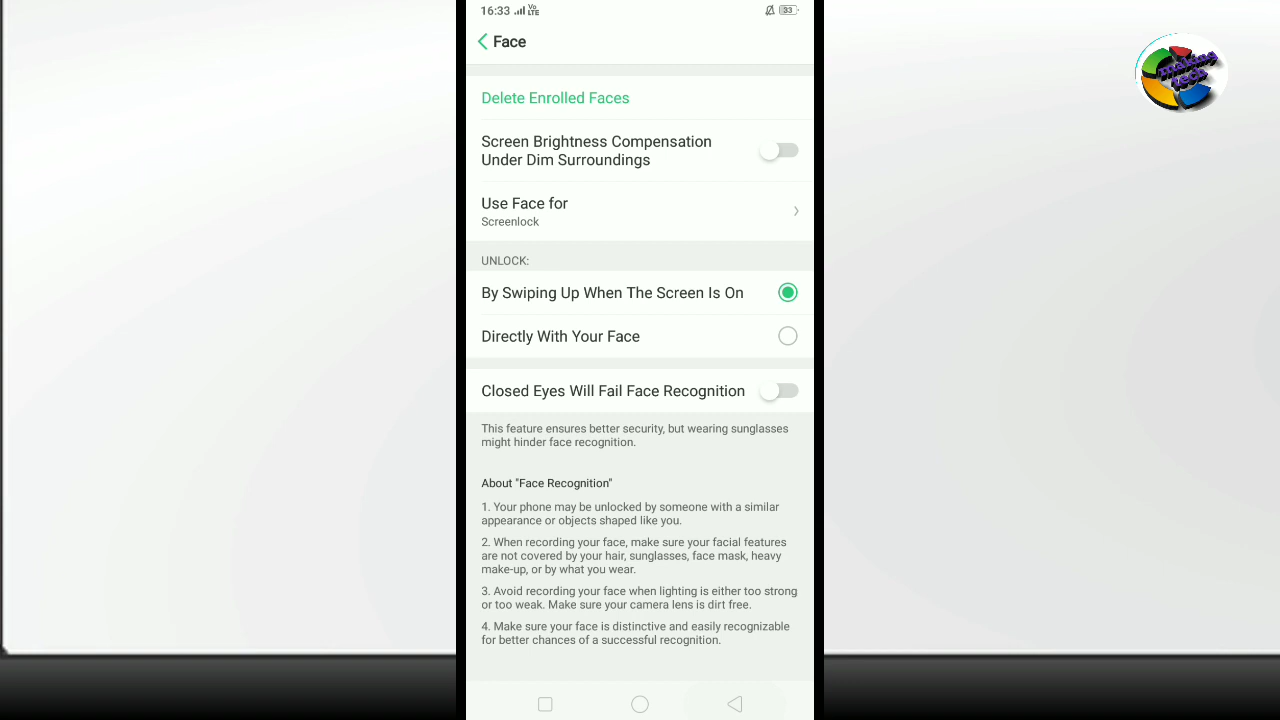 16:33 Vo LTE 33
Face
Delete Enrolled Faces
Screen Brightness Compensation
Under Dim Surroundings
Use Face for
Screenlock
UNLOCK:
By Swiping Up When The Screen Is On
Directly With Your Face
Closed Eyes Will Fail Face Recognition
This feature ensures better security, but wearing sunglasses
might hinder face recognition.
About "Face Recognition"
1. Your phone may be unlocked by someone with a similar
appearance or objects shaped like you.
2. When recording your face, make sure your facial features
are not covered by your hair, sunglasses, face mask, heavy
make-up, or by what you wear.
3. Avoid recording your face when lighting is either too strong
or too weak. Make sure your camera lens is dirt free.
4. Make sure your face is distinctive and easily recognizable
for better chances of a successful recognition.
making
tech